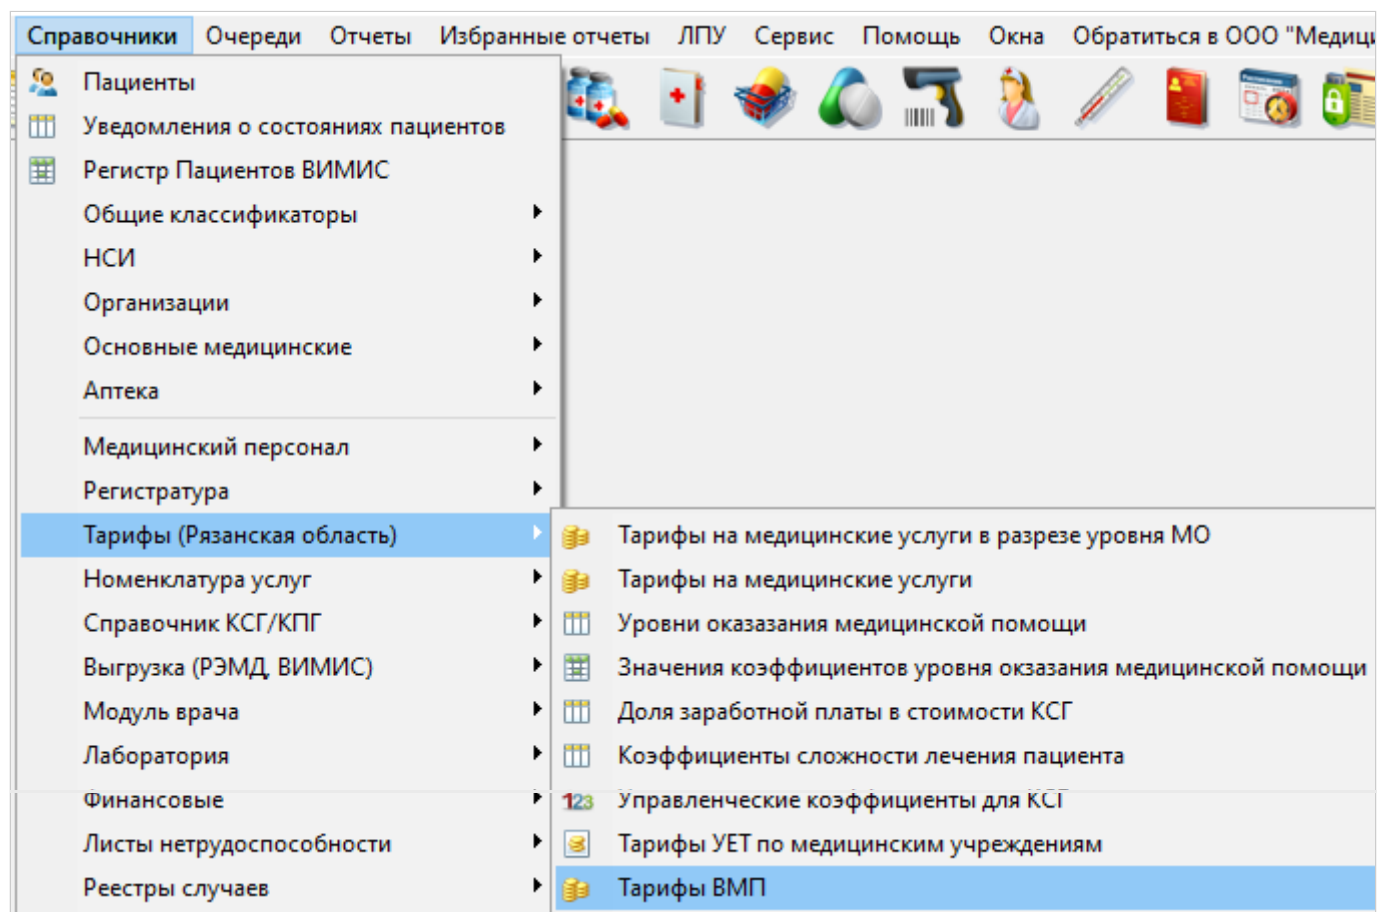 Справочники Очереди Отчеты Избранные отчеты ЛПУ Сервис Помощь Окна Обратиться в ООО "Медици
Пациенты
Уведомления о состояниях пациентов
Регистр Пациентов ВИМИС
Общие классификаторы
НСИ
Организации
Основные медицинские
Аптека
Медицинский персонал
Регистратура
Тарифы (Рязанская область)
Номенклатура услуг
Справочник КСГ/КПГ
Выгрузка (РЭМД, ВИМИС)
Модуль врача
Лаборатория
Финансовые
Листы нетрудоспособности
Реестры случаев
Тарифы на медицинские услуги в разрезе уровня МО
Тарифы на медицинские услуги
Уровни оказазания медицинской помощи
Значения коэффициентов уровня окзазания медицинской помощи
Доля заработной платы в стоимости КСГ
Коэффициенты сложности лечения пациента
123 Управленческие коэффициенты для КСГ
Тарифы УЕТ по медицинским учреждениям
Тарифы ВМП